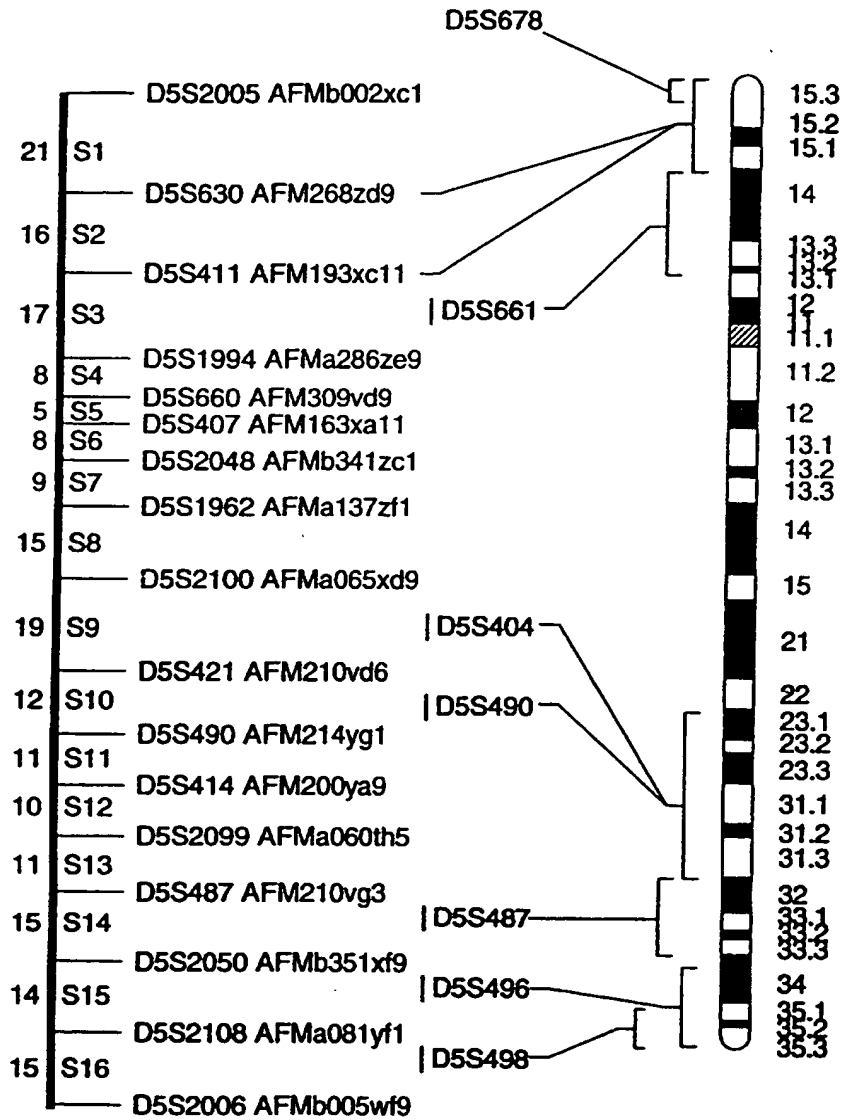 D5S678
D5S2005 AFMb002xc1
21 S1
D5S630 AFM268zd9
16 S2
D5S411 AFM193xc11
17 S3
D5S661
D5S1994 AFMa286ze9
8 S4
D5S660 AFM309vd9
5 S5
D5S407 AFM163xa11
8 S6
D5S2048 AFMb341zc1
9 S7
D5S1962 AFMa137zf1
15 S8
D5S2100 AFMa065xd9
19 S9
D5S404
D5S421 AFM210vd6
12 S10
D5S490
D5S490 AFM214yg1
11 S11
D5S414 AFM200ya9
10 S12
D5S2099 AFMa060th5
11 S13
D5S487 AFM210vg3
15 S14
D5S487
D5S2050 AFMb351xf9
14 S15
D5S496
D5S2108 AFMa081yf1
D5S498
15 S16
D5S2006 AFMb005wf9
15.3
15.2
15.1
14
13.3
13.2
13.1
12
11
11.1
11.2
12
13.1
13.2
13.3
14
15
21
22
23.1
23.2
23.3
31.1
31.2
31.3
32
33.1
33.2
33.3
34
35.1
35.2
35.3